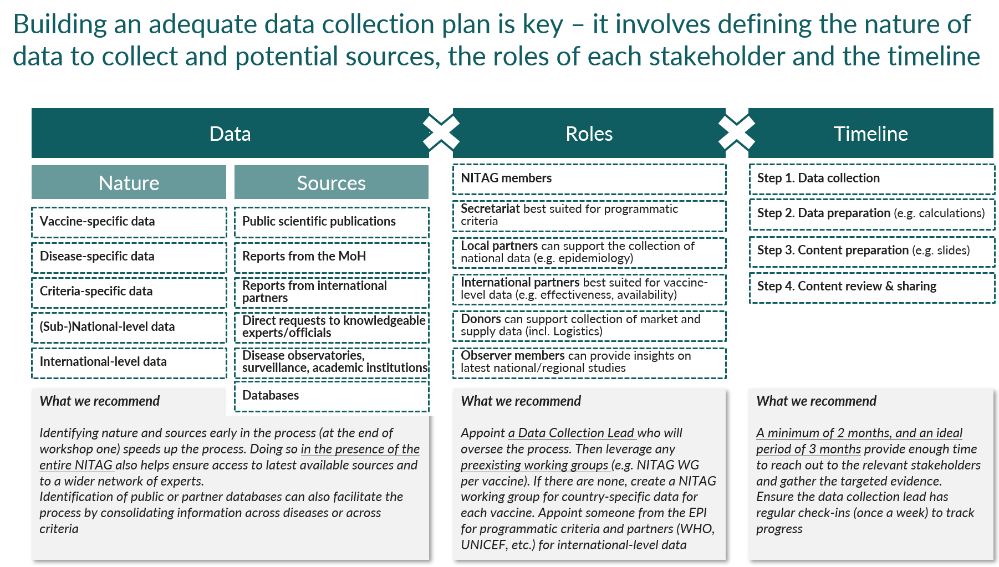 Building an adequate data collection plan is key – it involves defining the nature of
data to collect and potential sources, the roles of each stakeholder and the timeline
Data
Nature
Vaccine-specific data
Disease-specific data
Criteria-specific data
(Sub-)National-level data
International-level data
Sources
Public scientific publications
Reports from the MoH
Reports from international
partners
Direct requests to knowledgeable
experts/officials
Disease observatories,
surveillance, academic institutions
Databases
What we recommend
Identifying nature and sources early in the process (at the end of
workshop one) speeds up the process. Doing so in the presence of the
entire NITAG also helps ensure access to latest available sources and
to a wider network of experts.
Identification of public or partner databases can also facilitate the
process by consolidating information across diseases or across
criteria
Roles
NITAG members
Secretariat best suited for programmatic
criteria
Local partners can support the collection of
national data (e.g. epidemiology)
International partners best suited for vaccine-
level data (e.g. effectiveness, availability)
Donors can support collection of market and
supply data (incl. Logistics)
Observer members can provide insights on
latest national/regional studies
What we recommend
Appoint a Data Collection Lead who will
oversee the process. Then leverage any
preexisting working groups (e.g. NITAG WG
per vaccine). If there are none, create a NITAG
working group for country-specific data for
each vaccine. Appoint someone from the EPI
for programmatic criteria and partners (WHO,
UNICEF, etc.) for international-level data
Timeline
Step 1. Data collection
Step 2. Data preparation (e.g. calculations)
Step 3. Content preparation (e.g. slides)
Step 4. Content review & sharing
What we recommend
A minimum of 2 months, and an ideal
period of 3 months provide enough time
to reach out to the relevant stakeholders
and gather the targeted evidence.
Ensure the data collection lead has
regular check-ins (once a week) to track
progress